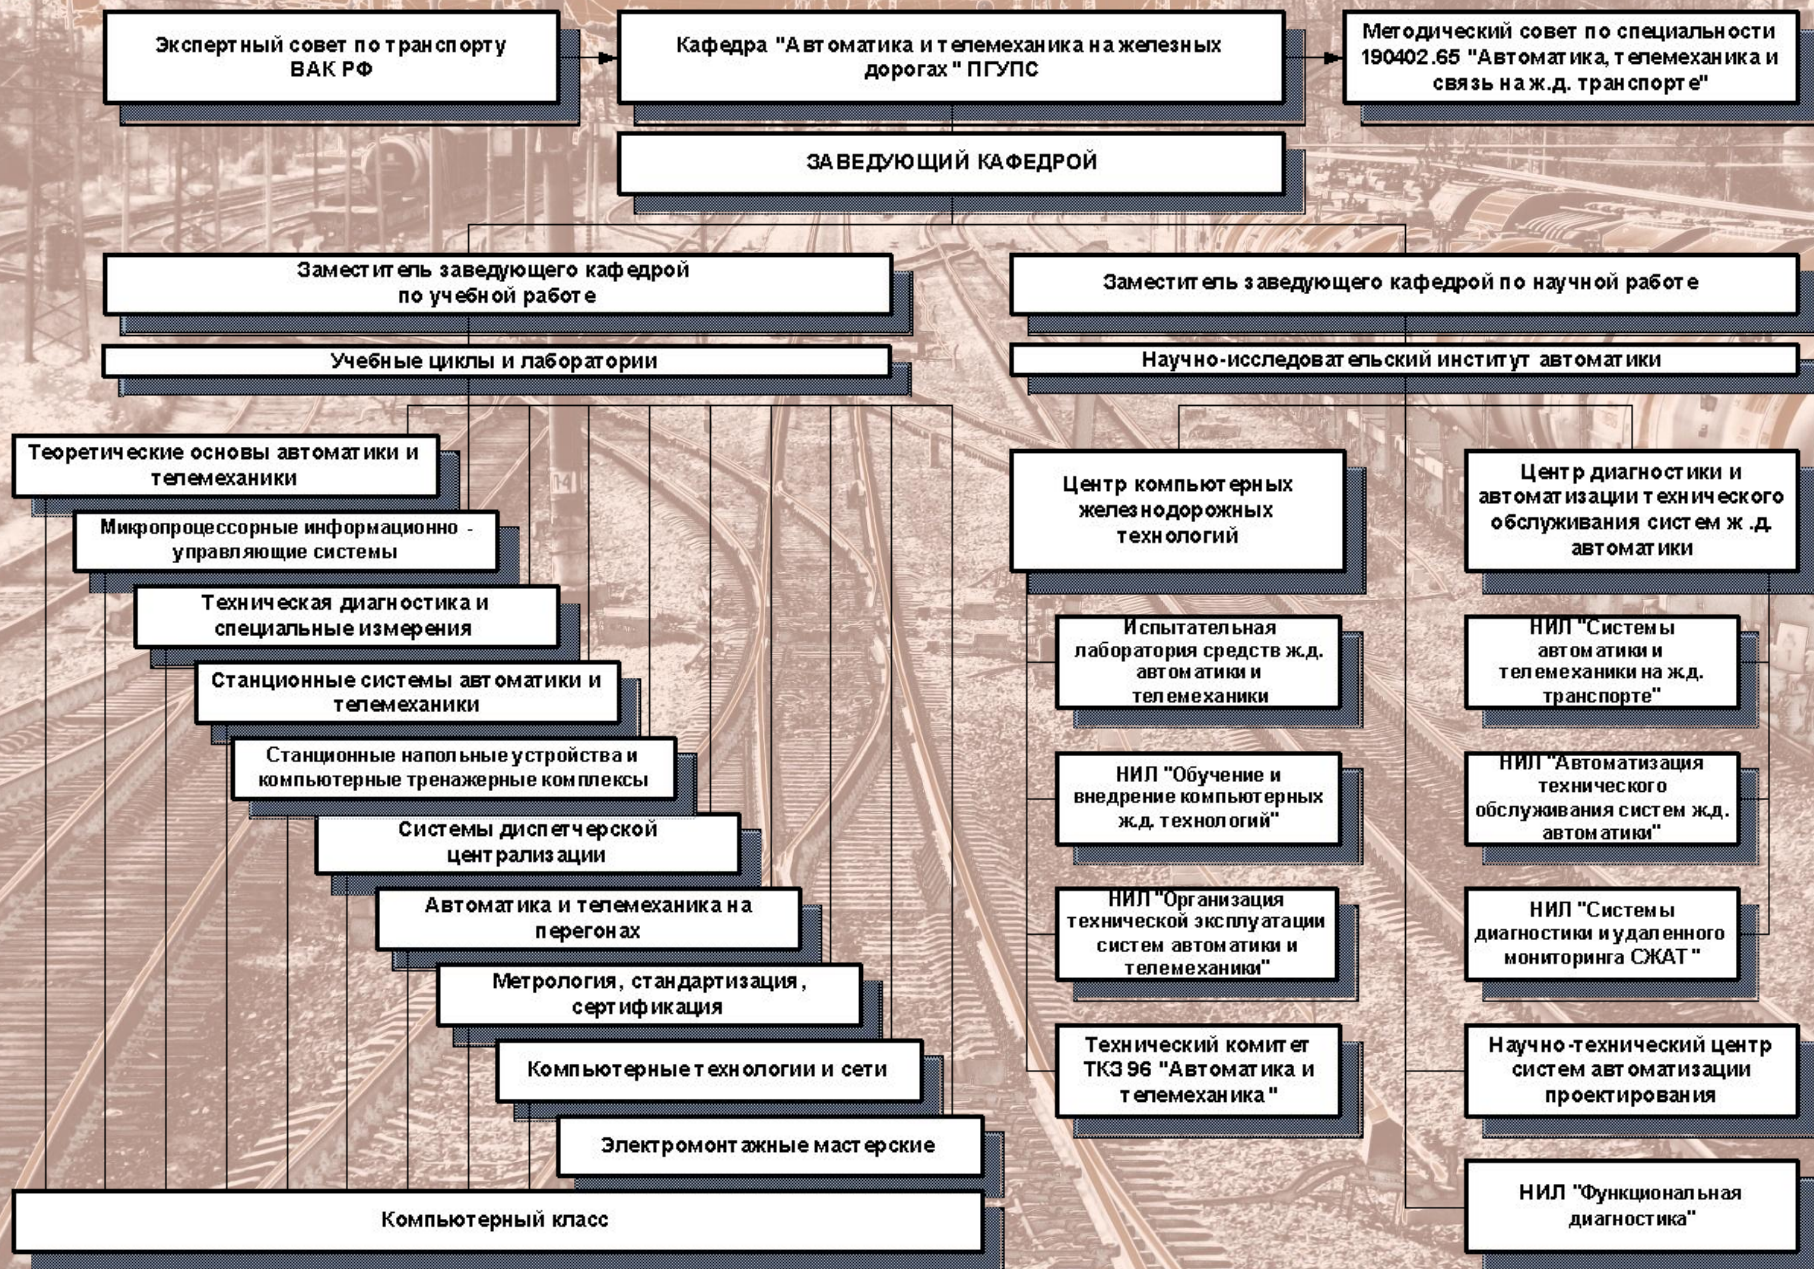 Экспертный совет по транспорту
ВАК РФ
Кафедра "Автоматика и телемеханика на железных
дорогах" ПГУПС
Методический совет по специальности
190402.65 "Автоматика, телемеханика и
связь на ж.д. транспорте"
ЗАВЕДУЮЩИЙ КАФЕДРОЙ
Заместитель заведующего кафедрой
по учебной работе
Заместитель заведующего кафедрой по научной работе
Учебные циклы и лаборатории
Научно-исследовательский институт автоматики
Теоретические основы автоматики и
телемеханики
Микропроцессорные информационно -
управляющие системы
Техническая диагностика и
специальные измерения
Станционные системы автоматики и
телемеханики
Станционные напольные устройства и
компьютерные тренажерные комплексы
Системы диспетчерской
централизации
Автоматика и телемеханика на
перегонах
Метрология, стандартизация,
сертификация
Компьютерные технологии и сети
Электромонтажные мастерские
Компьютерный класс
Центр компьютерных
железнодорожных
технологий
Испытательная
лаборатория средств ж.д.
автоматики и
телемеханики
НИЛ "Обучение и
внедрение компьютерных
ж.д. технологий"
НИЛ "Организация
технической эксплуатации
систем автоматики и
телемеханики"
Технический комитет
ТК396 "Автоматика и
телемеханика"
Центр диагностики и
автоматизации технического
обслуживания систем ж .д.
автоматики
НИЛ "Системы
автоматики и
телемеханики на ж.д.
транспорте"
НИЛ "Автоматизация
технического
обслуживания систем ж.д.
автоматики"
НИЛ "Системы
диагностики и удаленного
мониторинга СЖАТ"
Научно-технический центр
систем автоматизации
проектирования
НИЛ "Функциональная
диагностика"
14